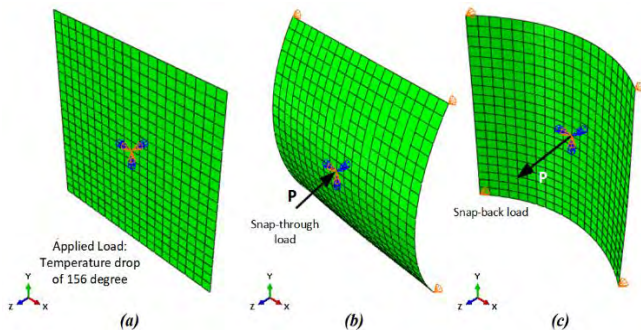 P
P
Snap-through
load
Snap-back load
Applied Load:
Temperature drop
of 156 degree
Y
Z
X
Y
Z
X
Y
Z
X
(a)
(b)
(c)